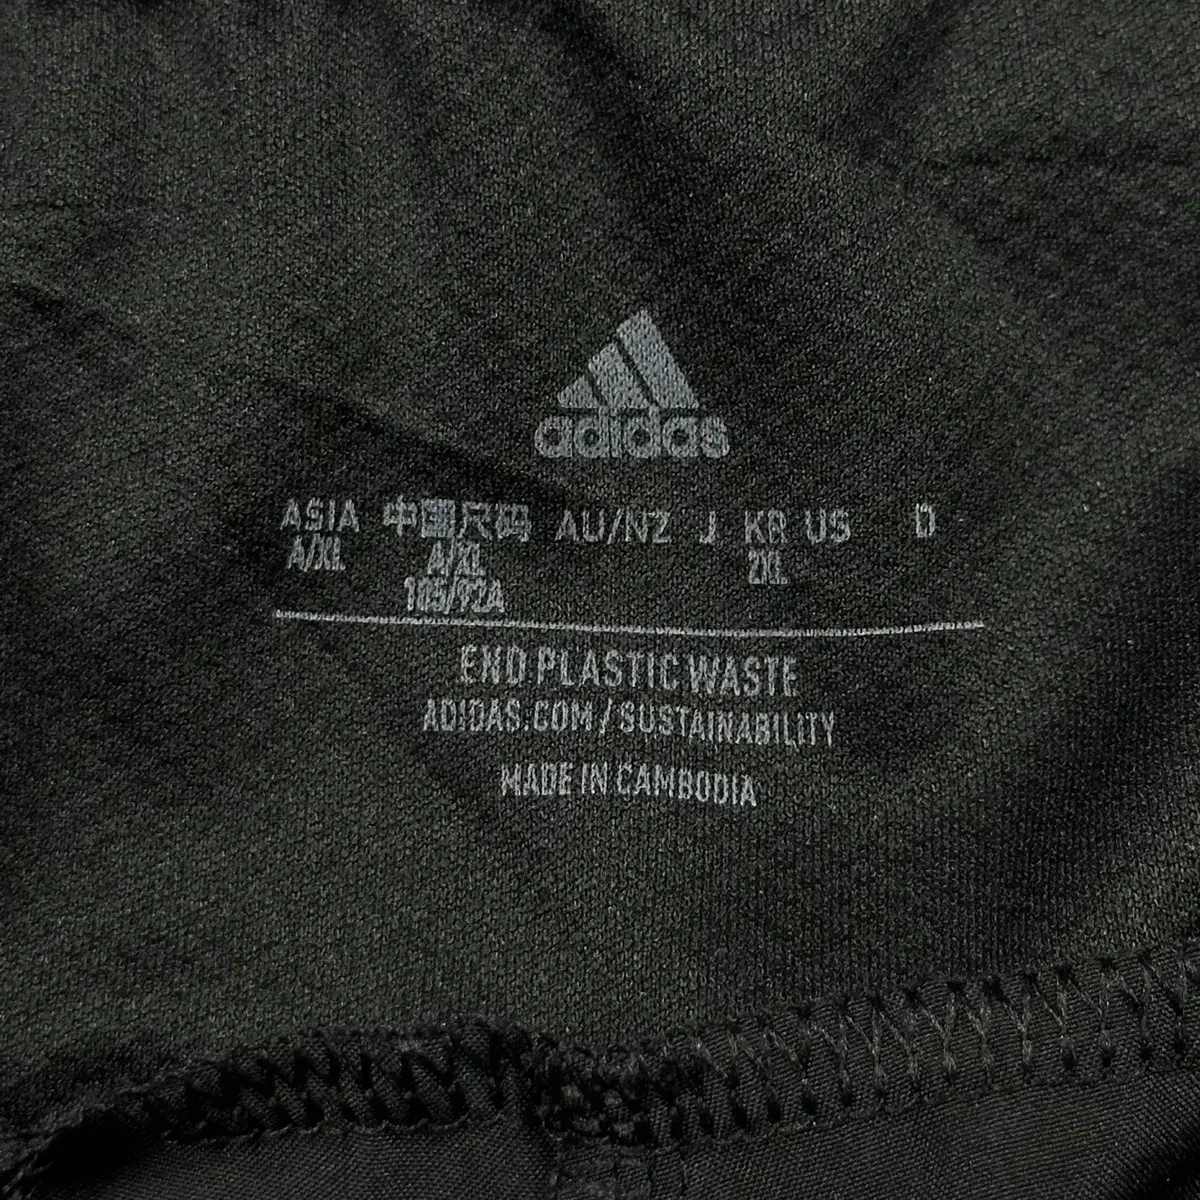 adidas
ASIA 中国尺码 AU/NZ J KR US D
A/XL A/XL 2XL
105/92A
END PLASTIC WASTE
ADIDAS.COM/SUSTAINABILITY
MADE IN CAMBODIA